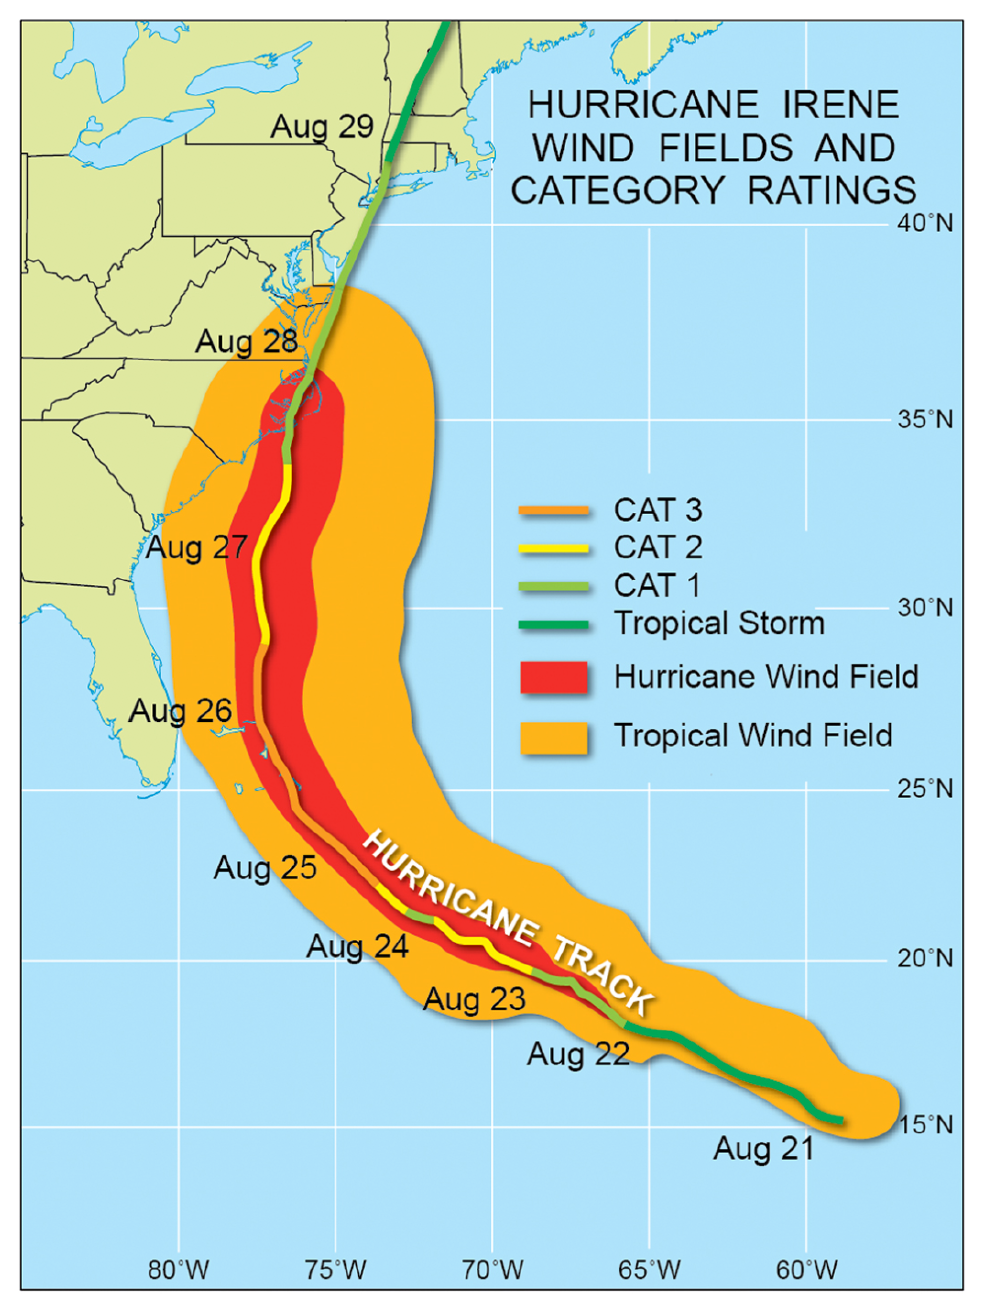 HURRICANE IRENE
WIND FIELDS AND
CATEGORY RATINGS
Aug 29
40°N
Aug 28
35°N
CAT 3
Aug 27
CAT 2
CAT 1
30°N
Tropical Storm
Hurricane Wind Field
Aug 26
Tropical Wind Field
25°N
HURRICANE TRACK
Aug 25
Aug 24
20°N
Aug 23
Aug 22
15°N
Aug 21
80°W 75°W 70°W 65°W 60°W